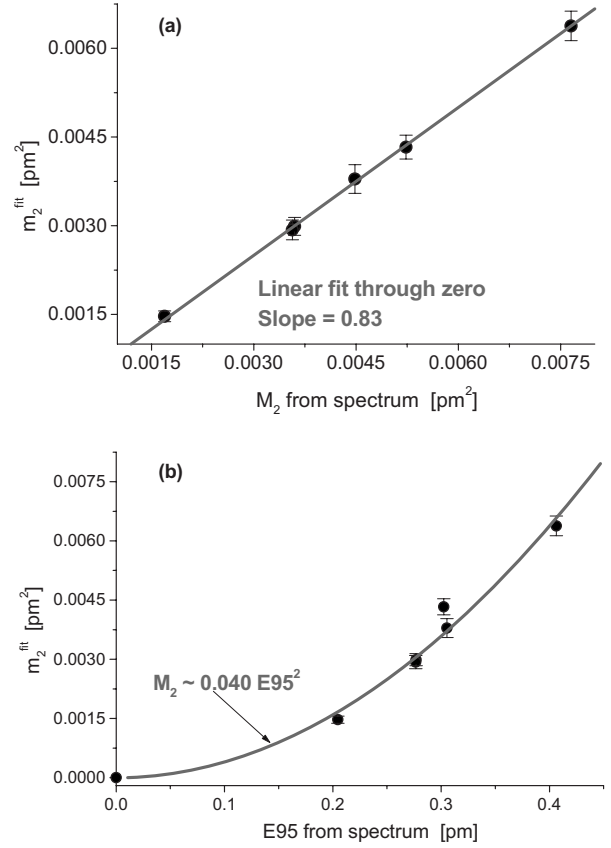 (a)
0.0060
0.0045
0.0030
0.0015
m₂ᶠⁱᵗ [pm²]
Linear fit through zero
Slope = 0.83
0.0015 0.0030 0.0045 0.0060 0.0075
M₂ from spectrum [pm²]
(b)
0.0075
0.0060
0.0045
0.0030
0.0015
0.0000
m₂ᶠⁱᵗ [pm²]
M₂ ~ 0.040 E95²
0.0 0.1 0.2 0.3 0.4
E95 from spectrum [pm]